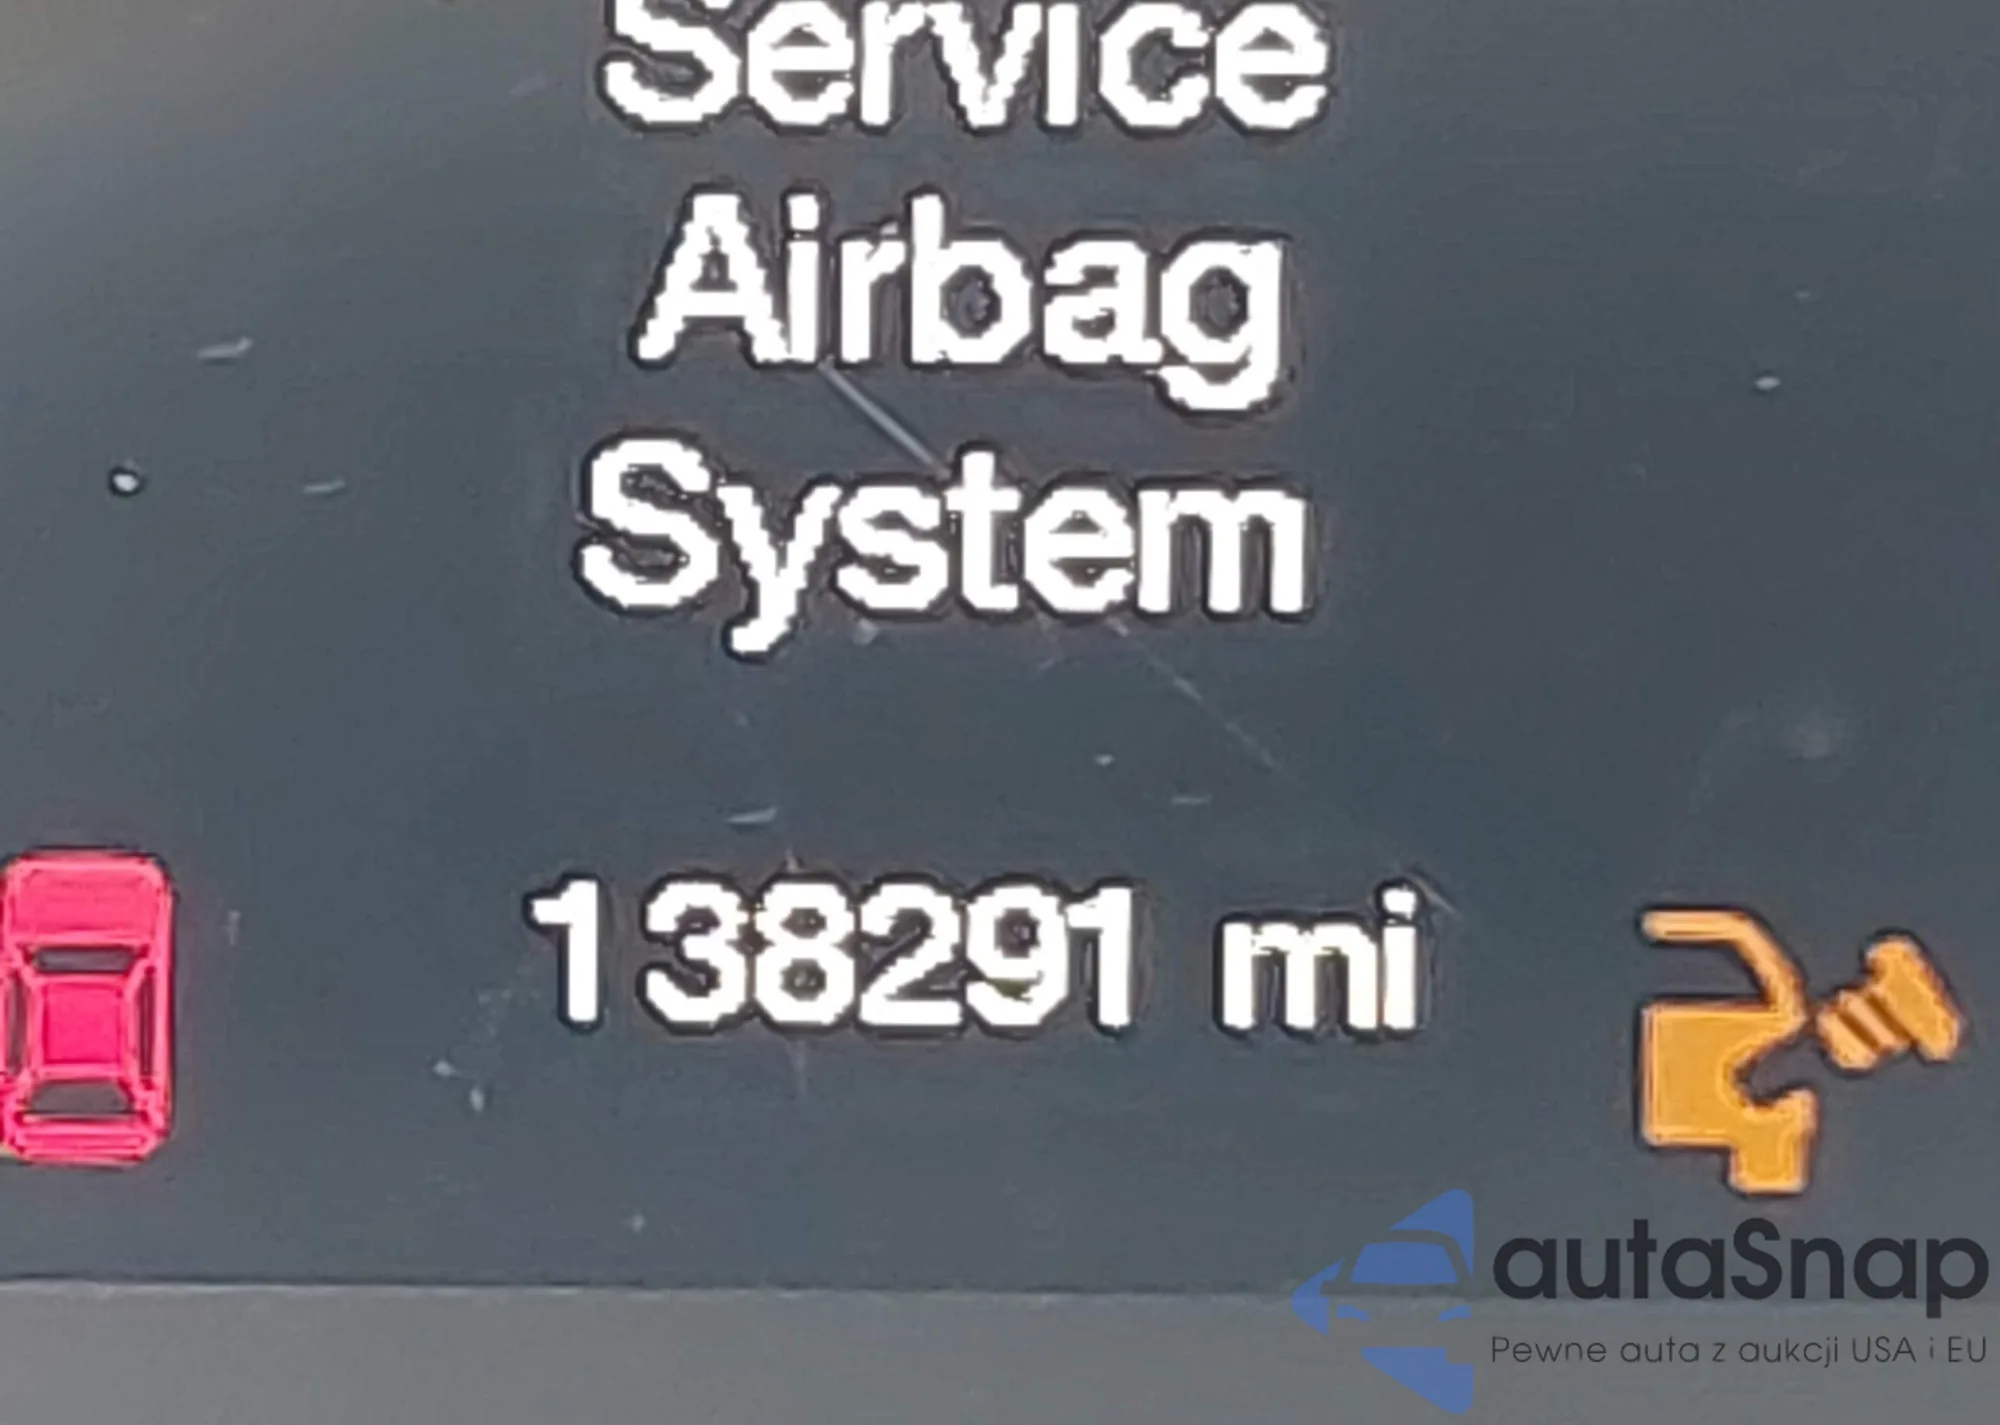 Service
Airbag
System
138291 mi
autaSnap
Pewne auta z aukcji USA i EU